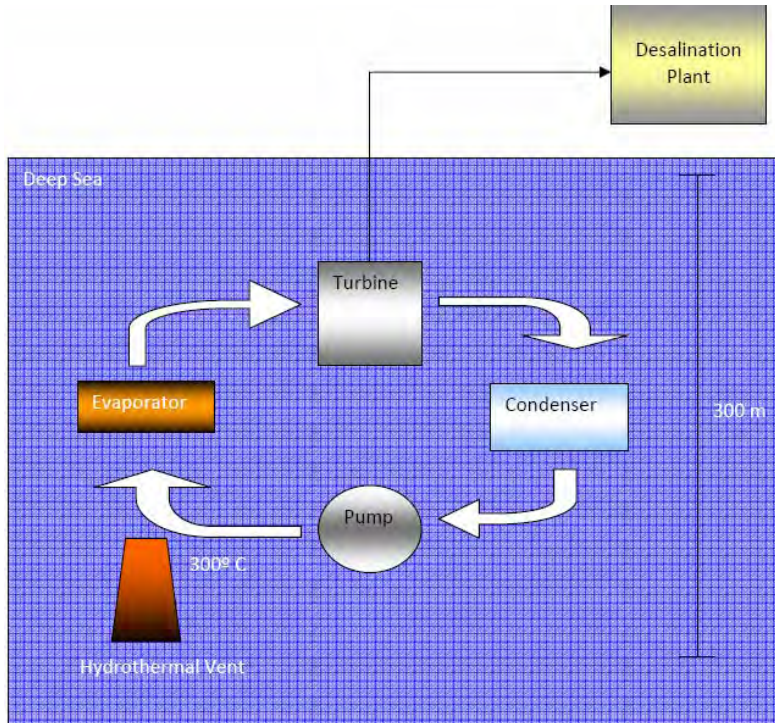 Desalination
Plant
Deep Sea
Turbine
Evaporator
Condenser
300 m
Pump
300º C
Hydrothermal Vent